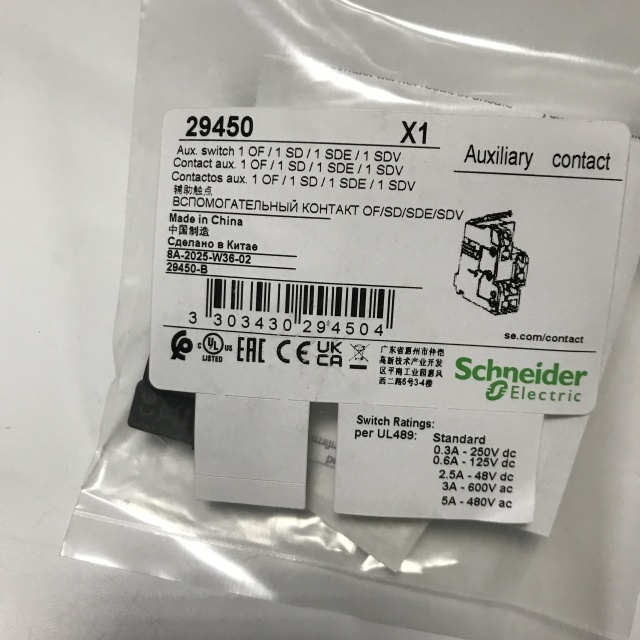 29450 X1
Aux. switch 1 OF / 1 SD / 1 SDE / 1 SDV
Contact aux. 1 OF / 1 SD / 1 SDE / 1 SDV
Contactos aux. 1 OF / 1 SD / 1 SDE / 1 SDV
辅助触点
ВСПОМОГАТЕЛЬНЫЙ КОНТАКТ OF/SD/SDE/SDV
Made in China
中国制造
Сделано в Китае
8A-2025-W36-02
29450-B
3 303430 294504
Auxiliary contact
se.com/contact
C UL US LISTED EAC CE UKCA
广东省惠州市仲恺
高新技术产业开发
区平南工业园惠风
西二路6号3-4楼
Schneider
Electric
Switch Ratings:
per UL489: Standard
0.3A - 250V dc
0.6A - 125V dc
2.5A - 48V dc
3A - 600V ac
5A - 480V ac